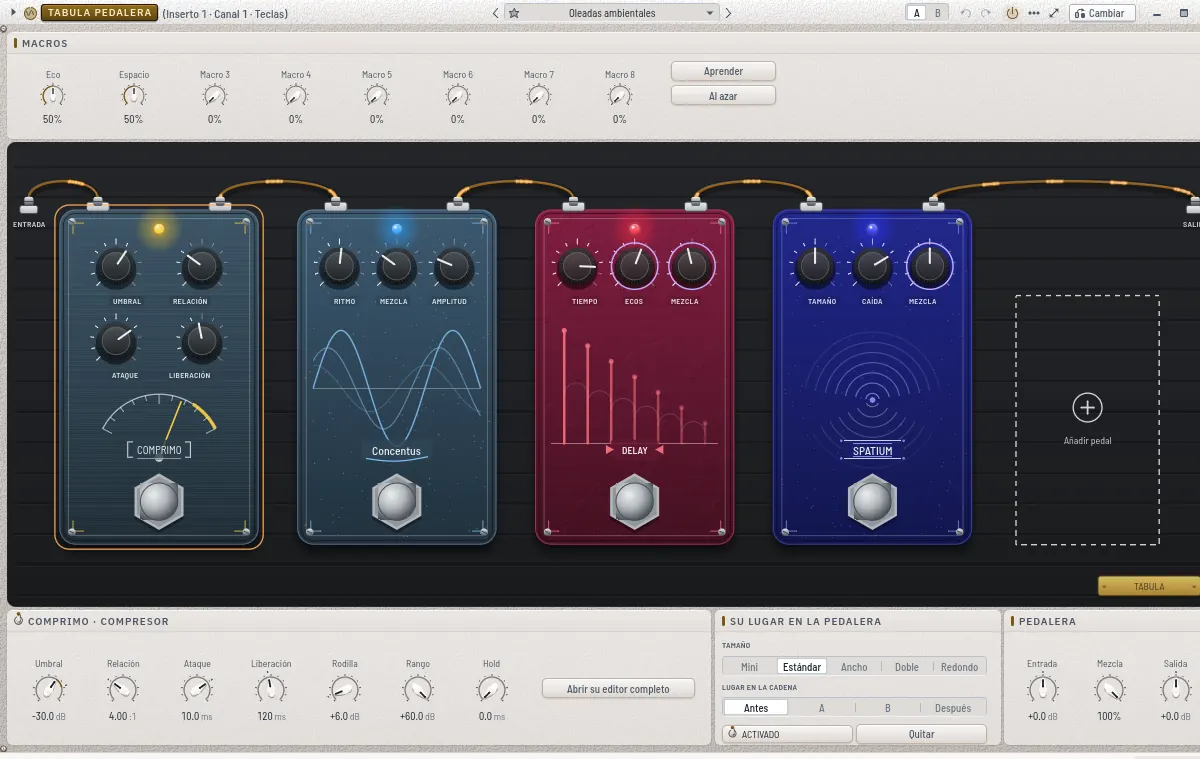 TABULA PEDALERA (Inserto 1 · Canal 1 · Teclas) Oleadas ambientales A B Cambiar
MACROS
Eco Espacio Macro 3 Macro 4 Macro 5 Macro 6 Macro 7 Macro 8
50% 50% 0% 0% 0% 0% 0% 0%
Aprender
Al azar
ENTRADA
UMBRAL RELACIÓN
ATAQUE LIBERACIÓN
COMPRIMO
RITMO MEZCLA AMPLITUD
Concentus
TIEMPO ECOS MEZCLA
DELAY
TAMAÑO CAÍDA MEZCLA
SPATIUM
Añadir pedal
TABULA
COMPRIMO · COMPRESOR
Umbral Relación Ataque Liberación Rodilla Rango Hold
-30.0 dB 4.00 :1 10.0 ms 120 ms +6.0 dB +60.0 dB 0.0 ms
Abrir su editor completo
SU LUGAR EN LA PEDALERA
TAMAÑO
Mini Estándar Ancho Doble Redondo
LUGAR EN LA CADENA
Antes A B Después
ACTIVADO Quitar
PEDALERA
Entrada Mezcla Salida
+0.0 dB 100% +0.0 dB